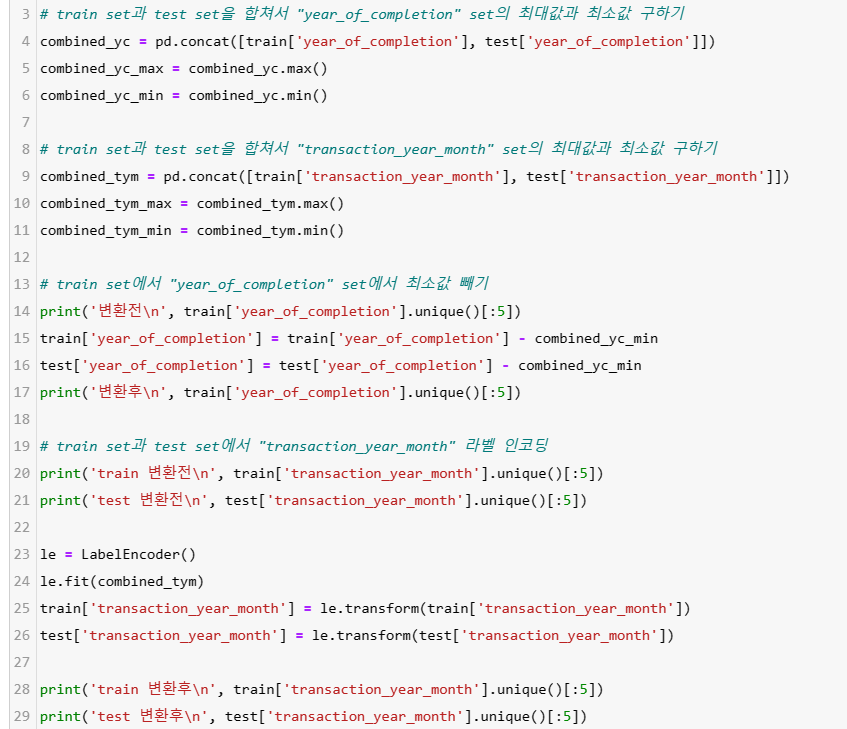 3 # train set과 test set을 합쳐서 "year_of_completion" set의 최대값과 최소값 구하기
4 combined_yc = pd.concat([train['year_of_completion'], test['year_of_completion']])
5 combined_yc_max = combined_yc.max()
6 combined_yc_min = combined_yc.min()
7
8 # train set과 test set을 합쳐서 "transaction_year_month" set의 최대값과 최소값 구하기
9 combined_tym = pd.concat([train['transaction_year_month'], test['transaction_year_month']])
10 combined_tym_max = combined_tym.max()
11 combined_tym_min = combined_tym.min()
12
13 # train set에서 "year_of_completion" set에서 최소값 빼기
14 print('변환전\n', train['year_of_completion'].unique()[:5])
15 train['year_of_completion'] = train['year_of_completion'] - combined_yc_min
16 test['year_of_completion'] = test['year_of_completion'] - combined_yc_min
17 print('변환후\n', train['year_of_completion'].unique()[:5])
18
19 # train set과 test set에서 "transaction_year_month" 라벨 인코딩
20 print('train 변환전\n', train['transaction_year_month'].unique()[:5])
21 print('test 변환전\n', test['transaction_year_month'].unique()[:5])
22
23 le = LabelEncoder()
24 le.fit(combined_tym)
25 train['transaction_year_month'] = le.transform(train['transaction_year_month'])
26 test['transaction_year_month'] = le.transform(test['transaction_year_month'])
27
28 print('train 변환후\n', train['transaction_year_month'].unique()[:5])
29 print('test 변환후\n', test['transaction_year_month'].unique()[:5])